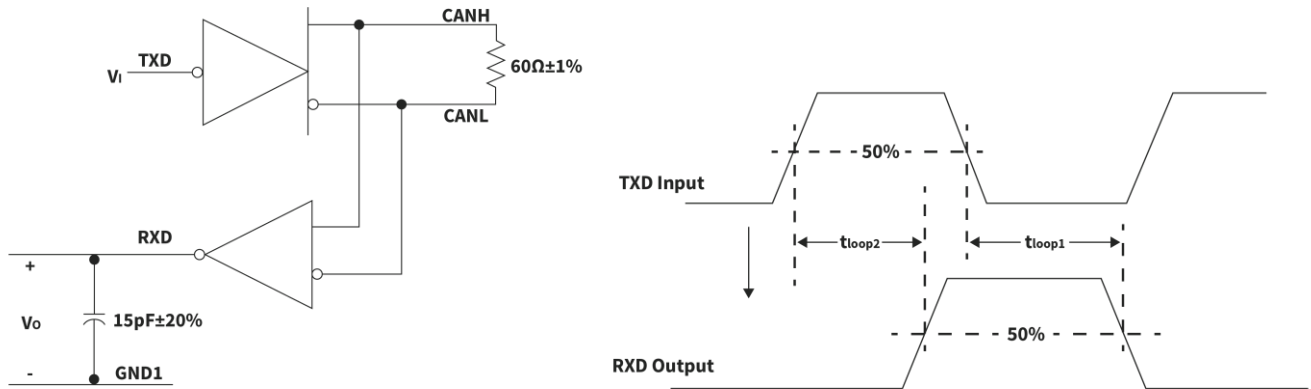 CANH
TXD
VI
60Ω±1%
CANL
RXD
+
VO
15pF±20%
-
GND1
50%
TXD Input
tloop2
tloop1
50%
RXD Output